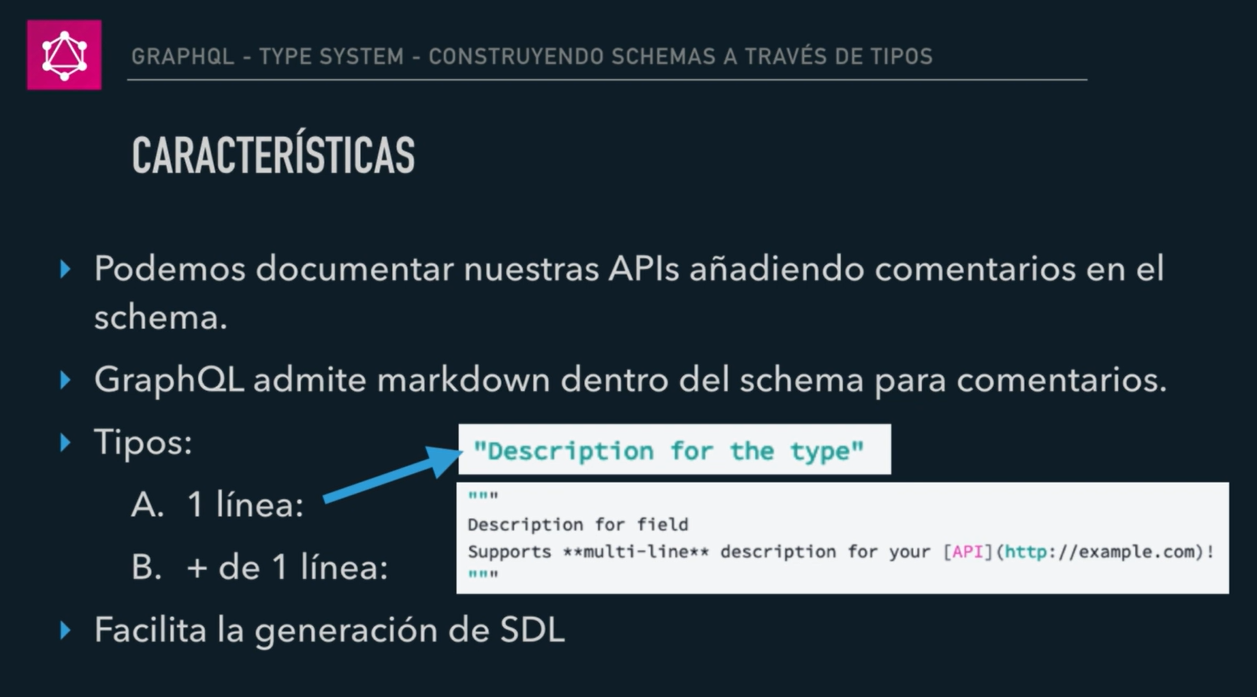 GRAPHQL - TYPE SYSTEM - CONSTRUYENDO SCHEMAS A TRAVÉS DE TIPOS
CARACTERÍSTICAS
Podemos documentar nuestras APIs añadiendo comentarios en el
schema.
GraphQL admite markdown dentro del schema para comentarios.
Tipos:
"Description for the type"
A. 1 línea:
"""
Description for field
Supports **multi-line** description for your [API](http://example.com)!
"""
B. + de 1 línea:
Facilita la generación de SDL